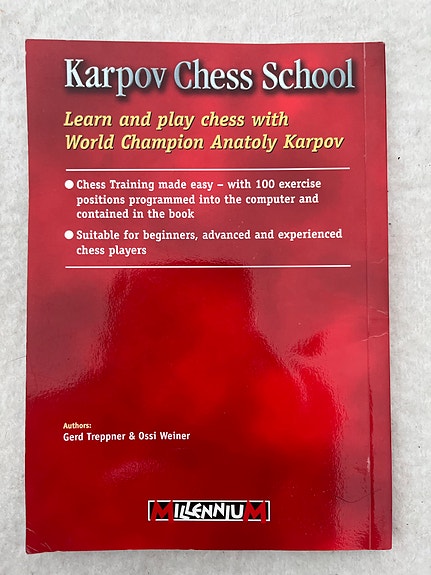 Karpov Chess School
Learn and play chess with
World Champion Anatoly Karpov
● Chess Training made easy – with 100 exercise
positions programmed into the computer and
contained in the book
● Suitable for beginners, advanced and experienced
chess players
Authors:
Gerd Treppner & Ossi Weiner
[MILLENNIUM]